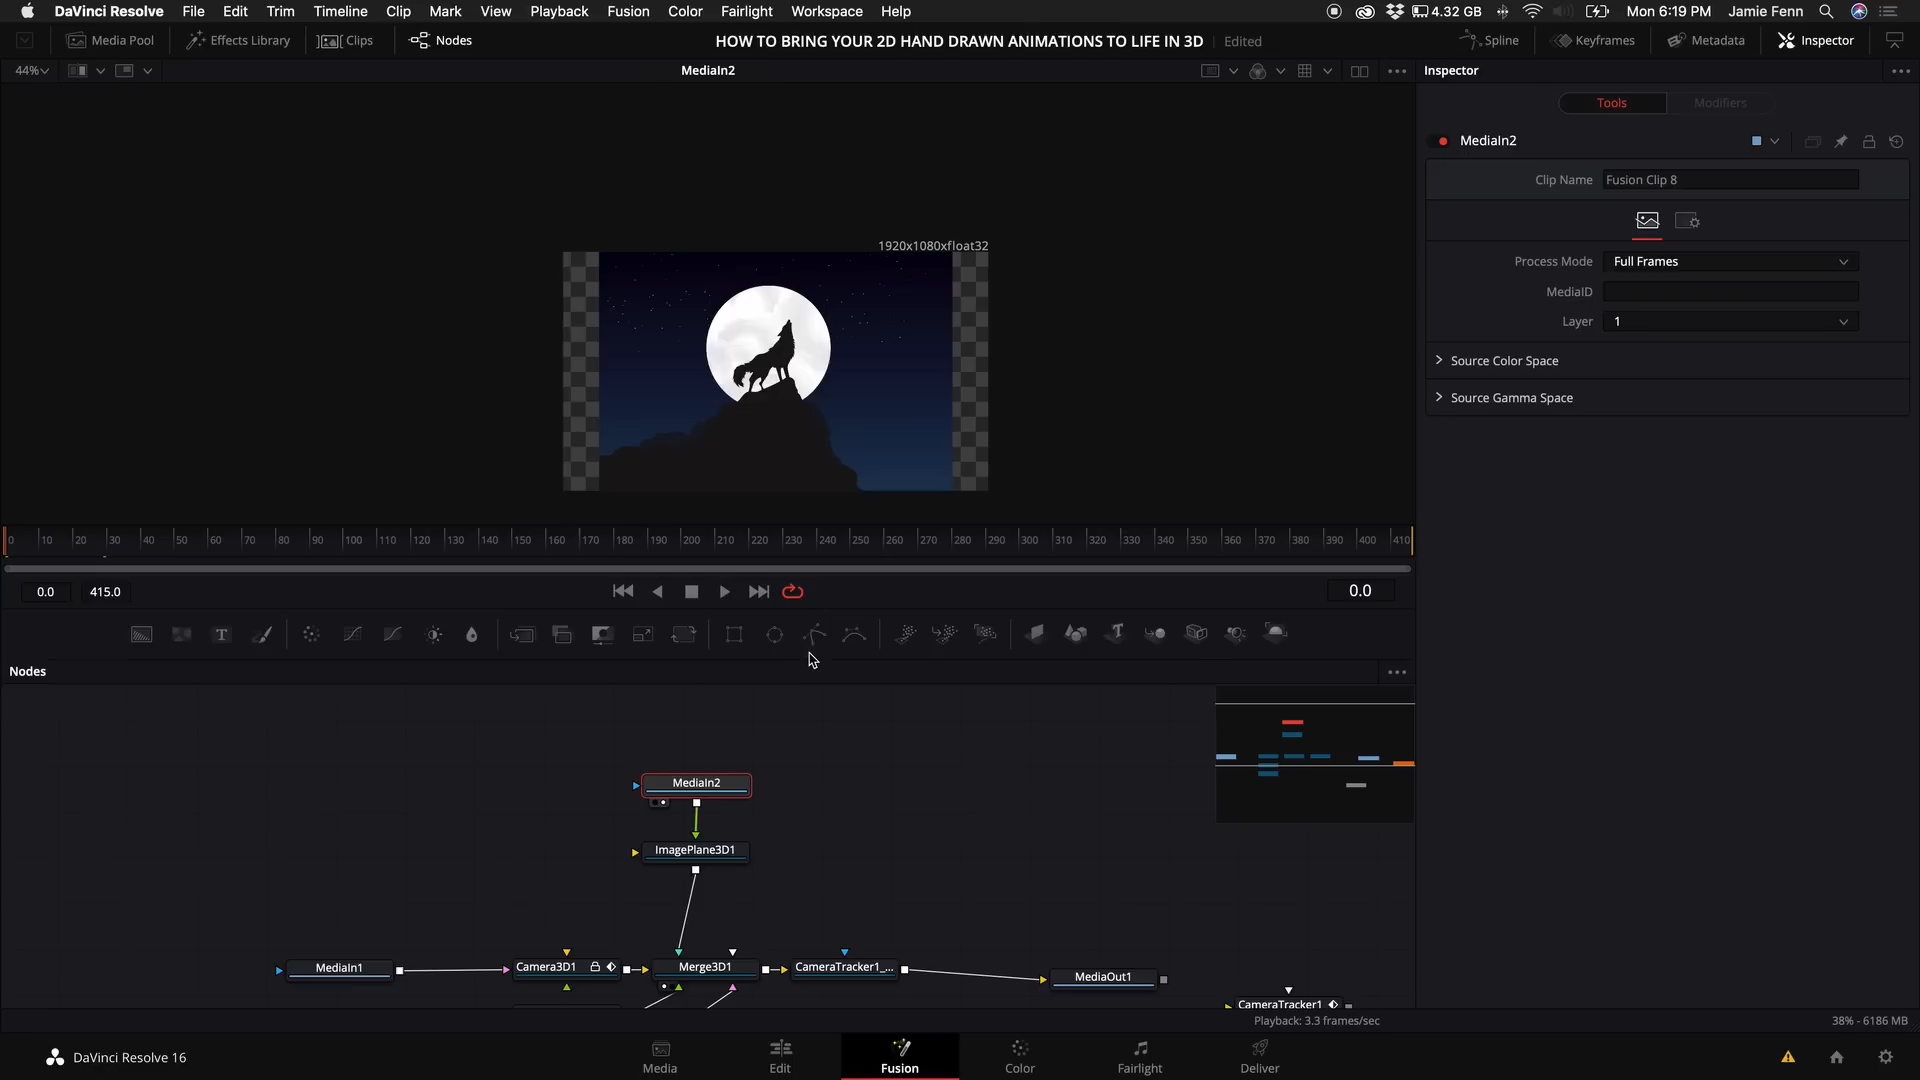 DaVinci Resolve File Edit Trim Timeline Clip Mark View Playback Fusion Color Fairlight Workspace Help 4.32 GB Mon 6:19 PM Jamie Fenn
Media Pool Effects Library Clips Nodes HOW TO BRING YOUR 2D HAND DRAWN ANIMATIONS TO LIFE IN 3D Edited Spline Keyframes Metadata Inspector
44% MediaIn2 Inspector
Tools Modifiers
MediaIn2
Clip Name Fusion Clip 8
1920x1080xfloat32
Process Mode Full Frames
MediaID
Layer 1
Source Color Space
Source Gamma Space
0 10 20 30 40 50 60 70 80 90 100 110 120 130 140 150 160 170 180 190 200 210 220 230 240 250 260 270 280 290 300 310 320 330 340 350 360 370 380 390 400 410
0.0 415.0 0.0
T T
Nodes
MediaIn2
ImagePlane3D1
MediaIn1 Camera3D1 Merge3D1 CameraTracker1_... MediaOut1
CameraTracker1
Playback: 3.3 frames/sec 38% - 6186 MB
DaVinci Resolve 16 Media Edit Fusion Color Fairlight Deliver